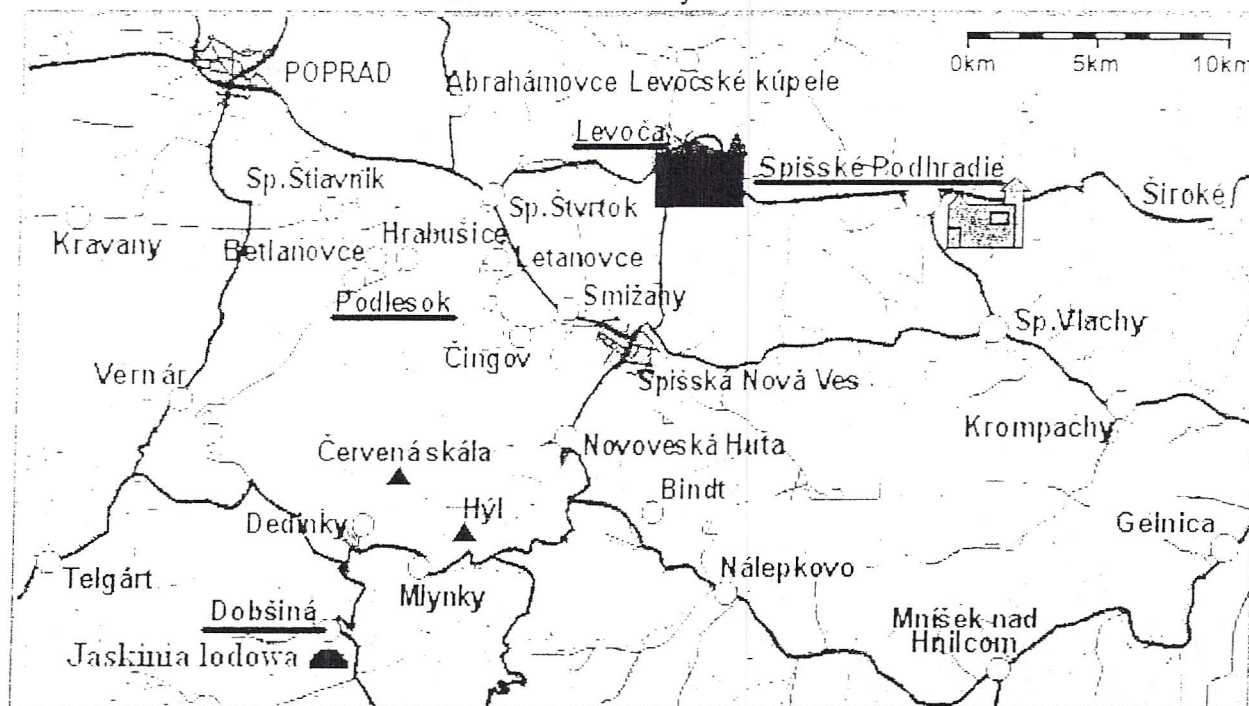 POPRAD
0km 5km 10km
Abrahámovce Levočské kúpele
Levoča
Spišské Podhradie
Široké
Sp.Štiavnik
Sp.Štvrtok
Kravany
Betlanovce
Hrabušice
Letanovce
Smižany
Podlesok
Sp.Vlachy
Čingov
Spišská Nová Ves
Vernár
Krompachy
Novoveská Huta
Červená skála
Bindt
Hýl
Dedinky
Gelnica
Telgárt
Mlynky
Nálepkovo
Dobšiná
Mníšek nad
Hnilcom
Jaskinia lodowa